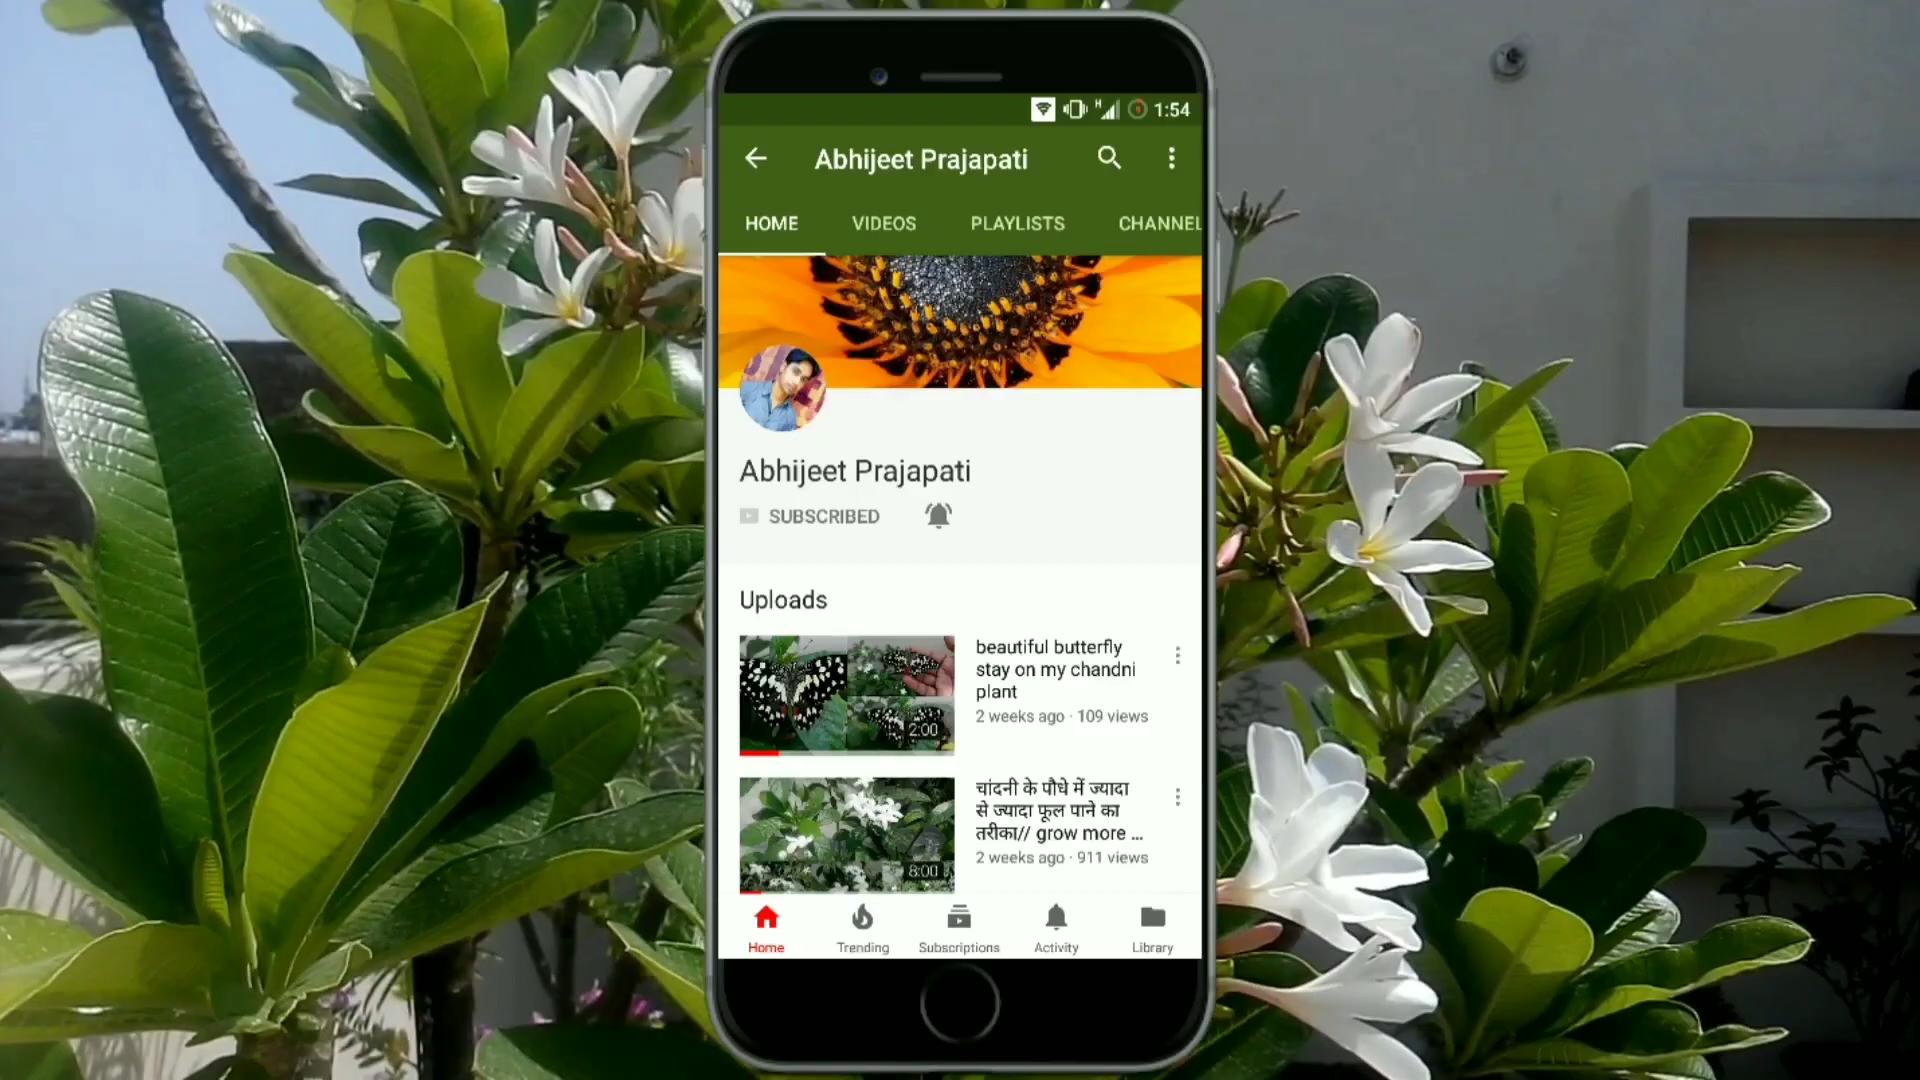 H 1:54
Abhijeet Prajapati
HOME VIDEOS PLAYLISTS CHANNEL
Abhijeet Prajapati
SUBSCRIBED
Uploads
beautiful butterfly
stay on my chandni
plant
2 weeks ago · 109 views
2:00
चांदनी के पौधे में ज्यादा
से ज्यादा फूल पाने का
तरीका// grow more ...
2 weeks ago · 911 views
8:00
Home Trending Subscriptions Activity Library